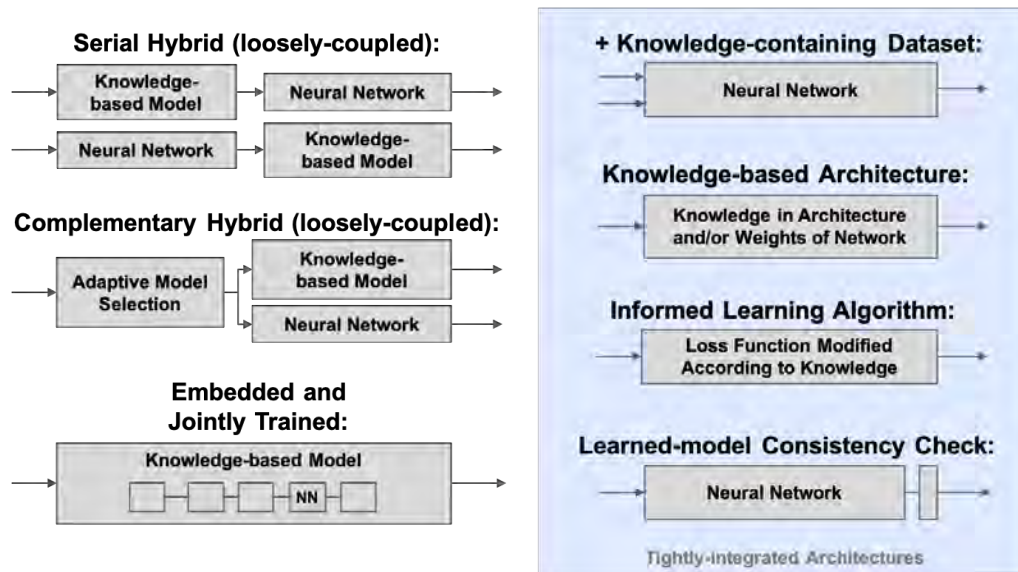 Serial Hybrid (loosely-coupled):
Knowledge-
based Model
Neural Network
Neural Network
Knowledge-
based Model
Complementary Hybrid (loosely-coupled):
Adaptive Model
Selection
Knowledge-
based Model
Neural Network
Embedded and
Jointly Trained:
Knowledge-based Model
NN
+ Knowledge-containing Dataset:
Neural Network
Knowledge-based Architecture:
Knowledge in Architecture
and/or Weights of Network
Informed Learning Algorithm:
Loss Function Modified
According to Knowledge
Learned-model Consistency Check:
Neural Network
Tightly-integrated Architectures